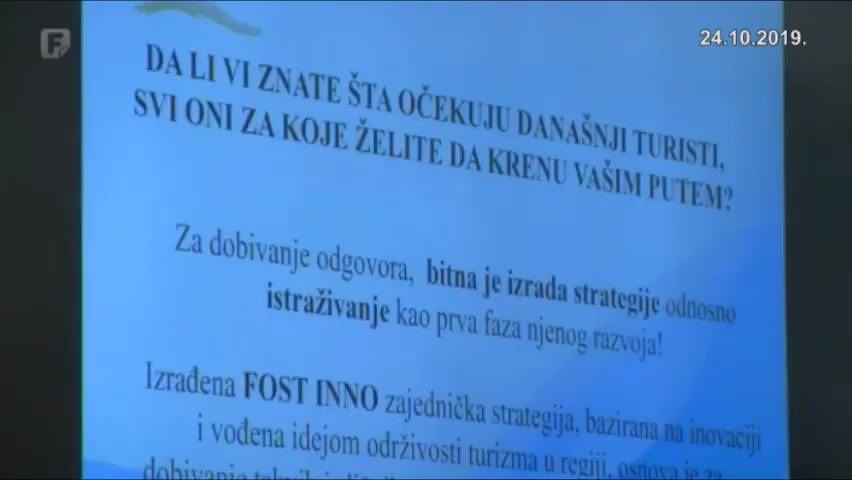 F
24.10.2019.
DA LI VI ZNATE ŠTA OČEKUJU DANAŠNJI TURISTI,
SVI ONI ZA KOJE ŽELITE DA KRENU VAŠIM PUTEM?
Za dobivanje odgovora, bitna je izrada strategije odnosno
istraživanje kao prva faza njenog razvoja!
Izrađena FOST INNO zajednička strategija, bazirana na inovaciji
i vođena idejom održivosti turizma u regiji, osnova je za
dobivanje